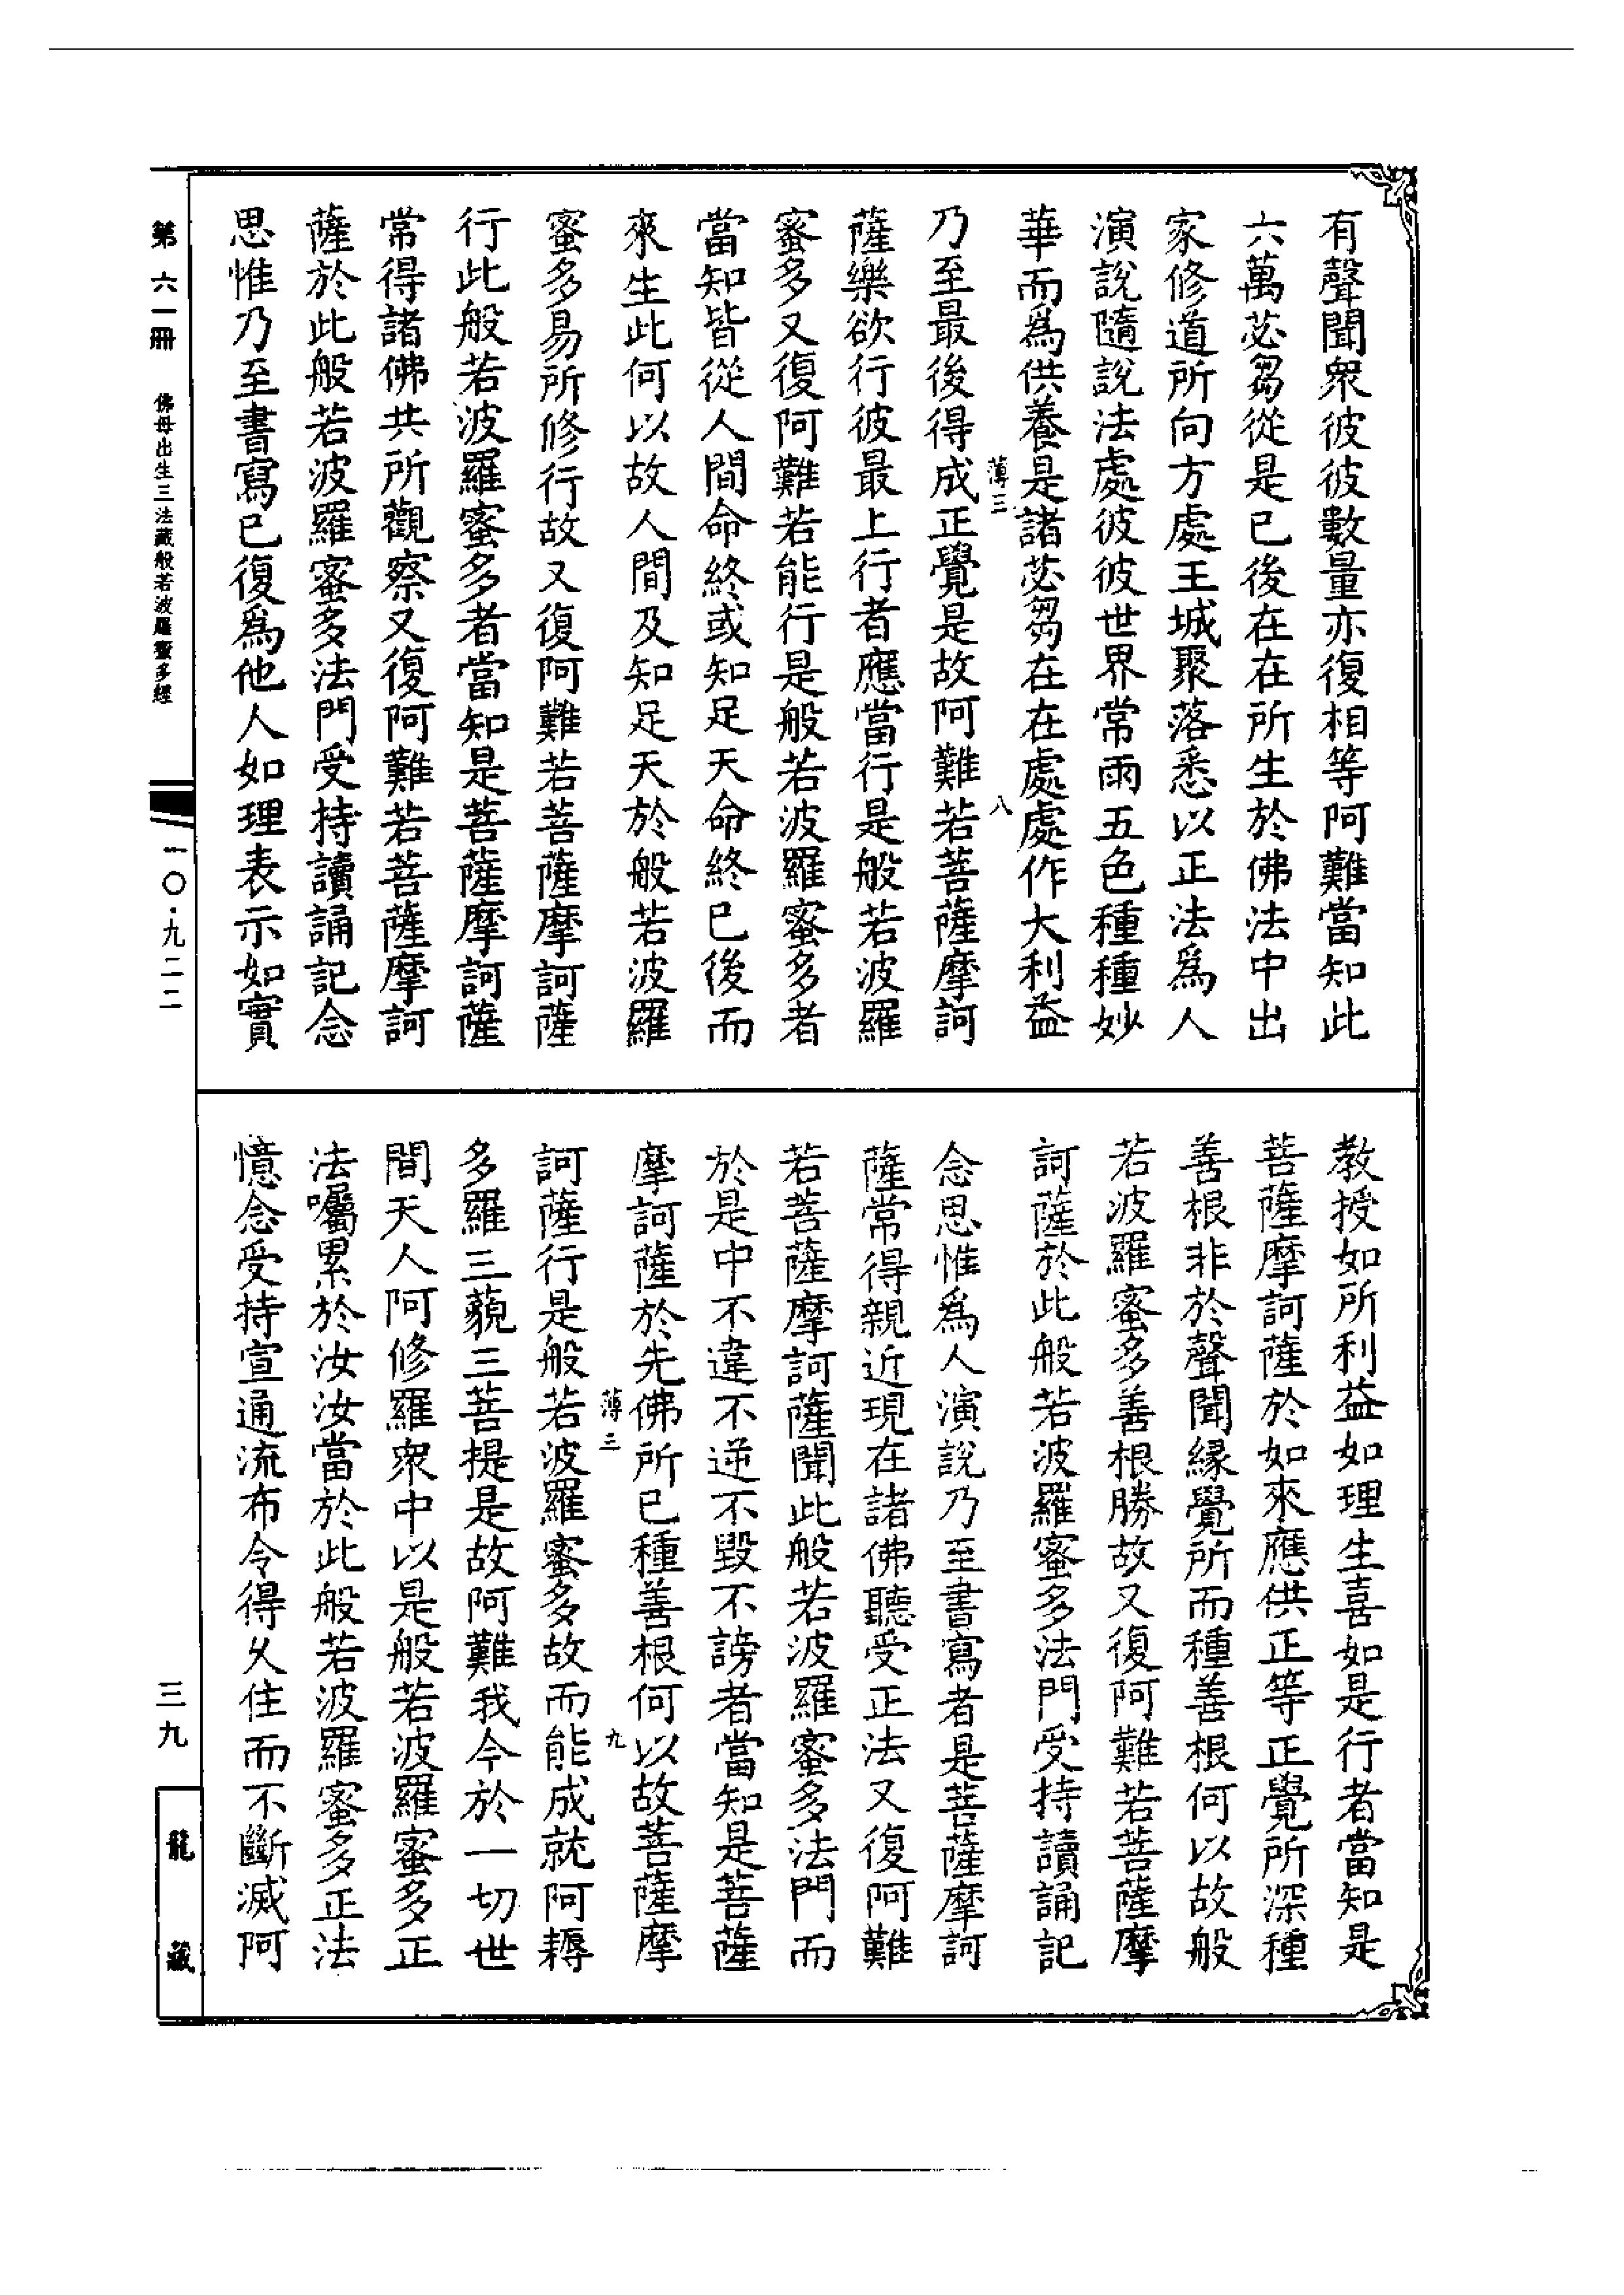 有聲聞衆彼彼數量亦復相等阿難當知此
六萬苾芻從是已後在在所生於佛法中出
家修道所向方處王城聚落悉以正法爲人
演說隨說法處彼彼世界常雨五色種種妙
華而爲供養是諸苾芻在在處處作大利益
薄三 八
乃至最後得成正覺是故阿難若菩薩摩訶
薩樂欲行彼最上行者應當行是般若波羅
蜜多又復阿難若能行是般若波羅蜜多者
當知皆從人間命終或知足天命終已後而
來生此何以故人間及知足天於般若波羅
蜜多易所修行故又復阿難若菩薩摩訶薩
行此般若波羅蜜多者當知是菩薩摩訶薩
常得諸佛共所觀察又復阿難若菩薩摩訶
薩於此般若波羅蜜多法門受持讀誦記念
思惟乃至書寫已復爲他人如理表示如實
教授如所利益如理生喜如是行者當知是
菩薩摩訶薩於如來應供正等正覺所深種
善根非於聲聞緣覺所而種善根何以故般
若波羅蜜多善根勝故又復阿難若菩薩摩
訶薩於此般若波羅蜜多法門受持讀誦記
念思惟爲人演說乃至書寫者是菩薩摩訶
薩常得親近現在諸佛聽受正法又復阿難
若菩薩摩訶薩聞此般若波羅蜜多法門而
於是中不違不逆不毀不謗者當知是菩薩
摩訶薩於先佛所已種善根何以故菩薩摩
薄三 九
訶薩行是般若波羅蜜多故而能成就阿耨
多羅三藐三菩提是故阿難我今於一切世
間天人阿修羅衆中以是般若波羅蜜多正
法囑累於汝汝當於此般若波羅蜜多正法
憶念受持宣通流布令得久住而不斷滅阿
第六一冊 佛母出生三法藏般若波羅蜜多經
一〇·九二二
三九
龍藏